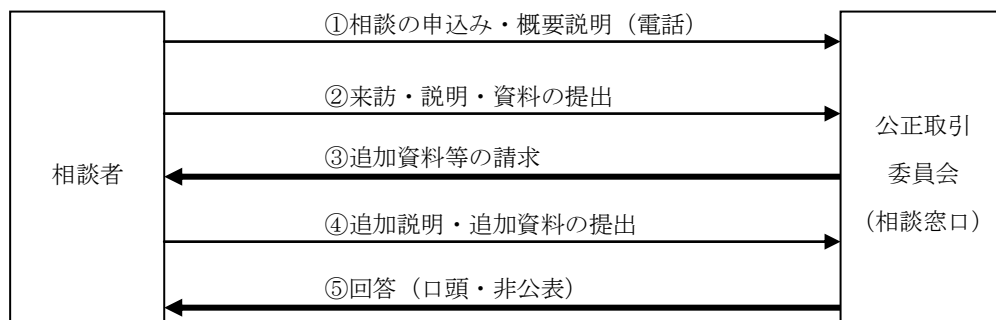 ①相談の申込み・概要説明（電話）
②来訪・説明・資料の提出
③追加資料等の請求
④追加説明・追加資料の提出
⑤回答（口頭・非公表）
相談者
公正取引
委員会
（相談窓口）